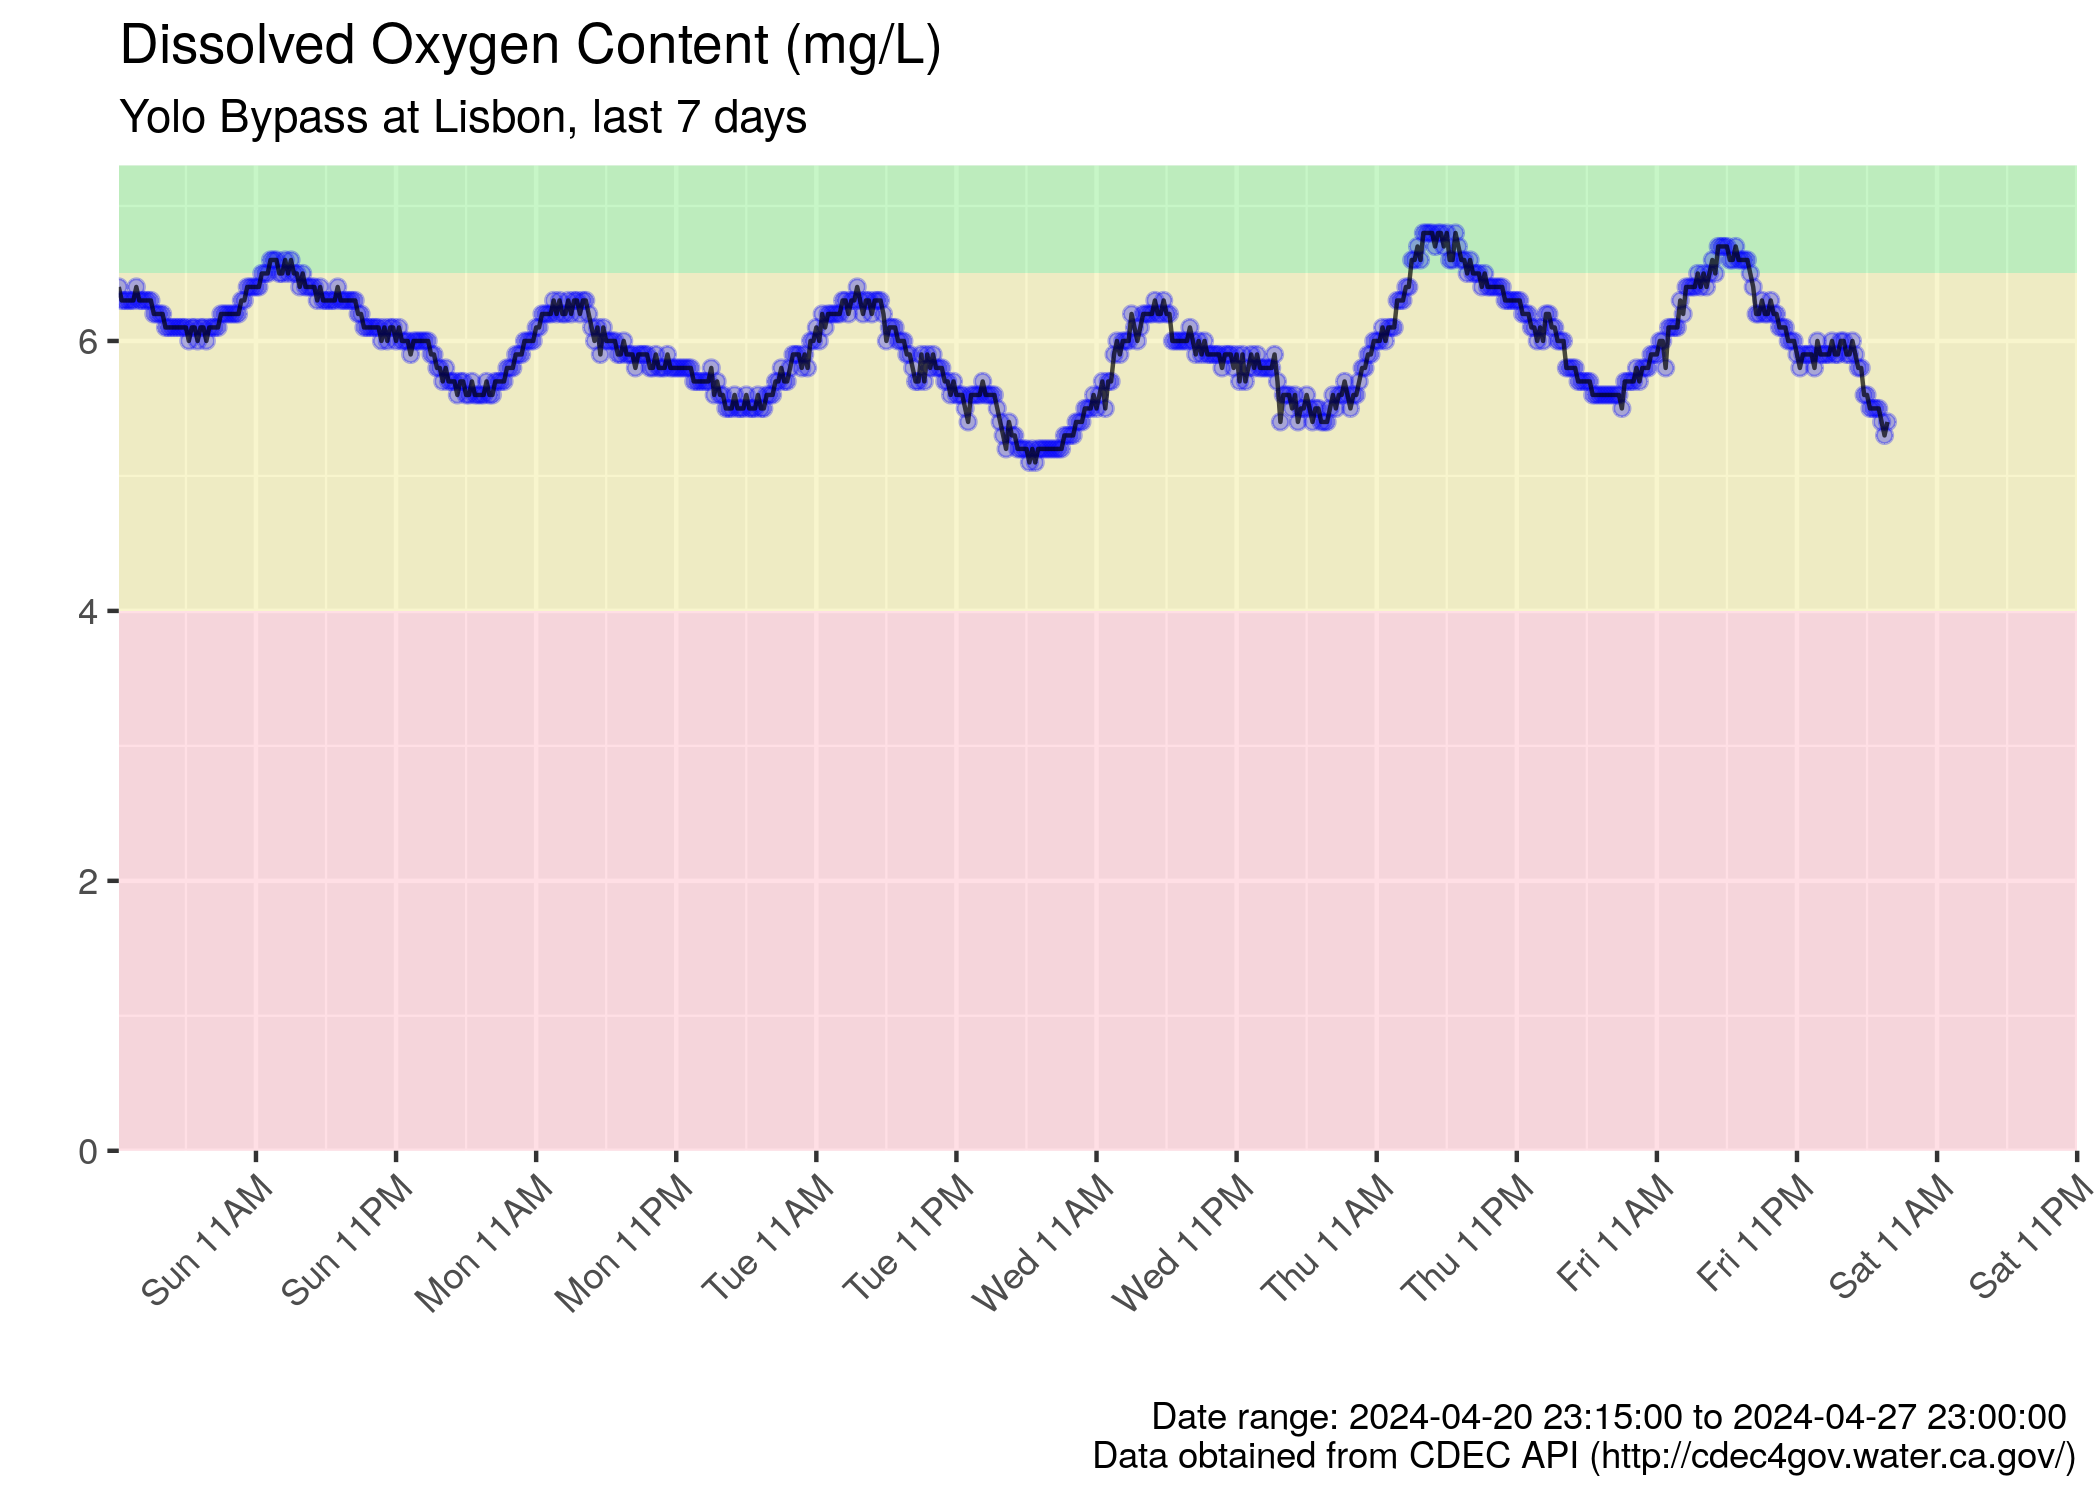 Dissolved Oxygen Content (mg/L)
Yolo Bypass at Lisbon, last 7 days
6
4
2
0
Sun 11AM
Sun 11PM
Mon 11AM
Mon 11PM
Tue 11AM
Tue 11PM
Wed 11AM
Wed 11PM
Thu 11AM
Thu 11PM
Fri 11AM
Fri 11PM
Sat 11AM
Sat 11PM
Date range: 2024-04-20 23:15:00 to 2024-04-27 23:00:00
Data obtained from CDEC API (http://cdec4gov.water.ca.gov/)